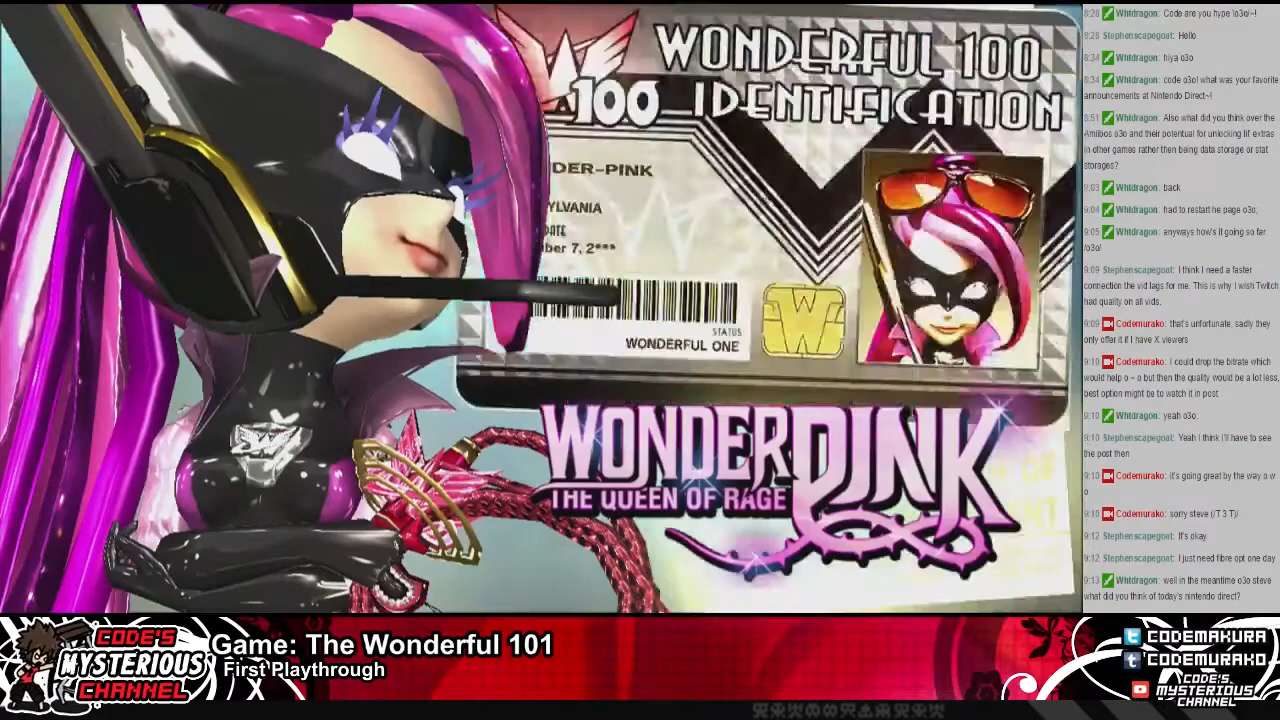 WONDERFUL 100
IDENTIFICATION
100
DER-PINK
YLVANIA
DATE
ber 7, 2***
STATUS
WONDERFUL ONE
WONDER PINK
THE QUEEN OF RAGE
8:28 Whtdragon: Code are you hype \o3o/~!
8:28 Stephenscapegoat: Hello
8:34 Whtdragon: hiya o3o
8:34 Whtdragon: code o3o! what was your favorite
announcements at Nintendo Direct~!
8:51 Whtdragon: Also what did you think over the
Amiibos o3o and their potential for unlocking lil' extras
in other games rather then being data storage or stat
storages?
9:03 Whtdragon: back
9:04 Whtdragon: had to restart he page o3o;
9:05 Whtdragon: anyways how's it going so far
/o3o/
9:09 Stephenscapegoat: I think I need a faster
connection the vid lags for me. This is why I wish Twitch
had quality on all vids.
9:09 Codemurako: that's unfortunate, sadly they
only offer it if I have X viewers
9:10 Codemurako: I could drop the bitrate which
would help o ~ o but then the quality would be a lot less,
best option might be to watch it in post
9:10 Whtdragon: yeah o3o;
9:10 Stephenscapegoat: Yeah I think I'll have to see
the post then
9:10 Codemurako: it's going great by the way o w
o
9:10 Codemurako: sorry steve (/T 3 T)/
9:12 Stephenscapegoat: It's okay.
9:12 Stephenscapegoat: I just need fibre opt one day
9:13 Whtdragon: well in the meantime o3o steve
what did you think of today's nintendo direct?
CODE'S
MYSTERIOUS
CHANNEL
Game: The Wonderful 101
First Playthrough
CODEMAKURA
CODEMURAKO
CODE'S
MYSTERIOUS
CHANNEL